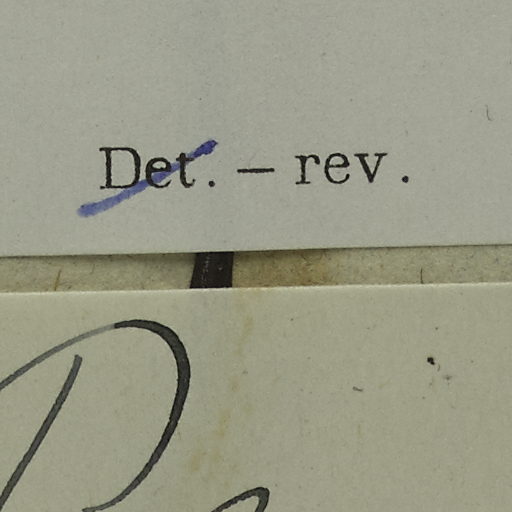 Det. – rev.